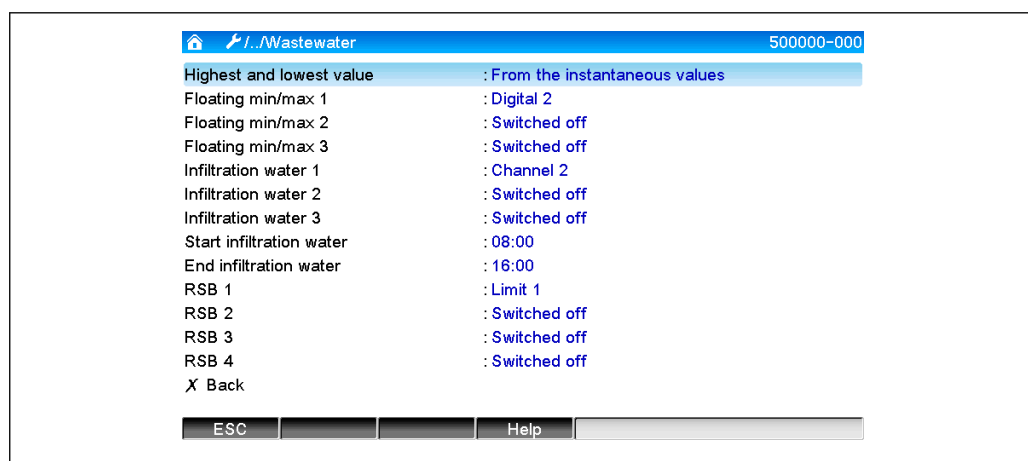 /../Wastewater 500000-000
Highest and lowest value : From the instantaneous values
Floating min/max 1 : Digital 2
Floating min/max 2 : Switched off
Floating min/max 3 : Switched off
Infiltration water 1 : Channel 2
Infiltration water 2 : Switched off
Infiltration water 3 : Switched off
Start infiltration water : 08:00
End infiltration water : 16:00
RSB 1 : Limit 1
RSB 2 : Switched off
RSB 3 : Switched off
RSB 4 : Switched off
X Back
ESC Help